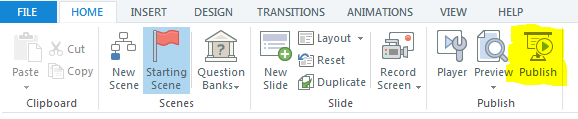 FILE HOME INSERT DESIGN TRANSITIONS ANIMATIONS VIEW HELP
Paste
Cut
Copy
Clipboard
New Scene
Starting Scene
Question Banks
Scenes
New Slide
Layout
Reset
Duplicate
Record Screen
Slide
Player
Preview
Publish
Publish